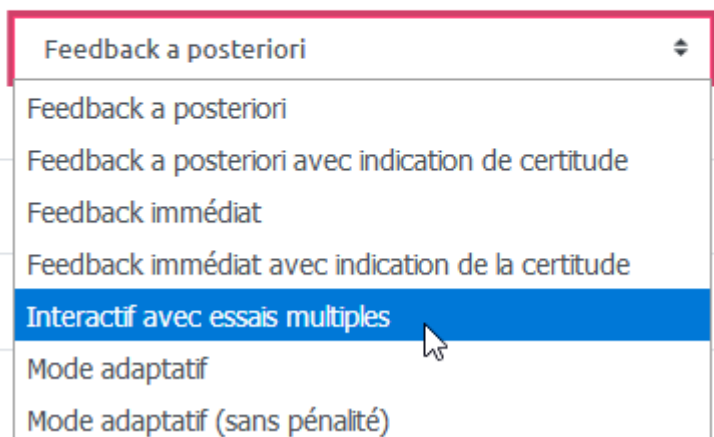 Feedback a posteriori
Feedback a posteriori
Feedback a posteriori avec indication de certitude
Feedback immédiat
Feedback immédiat avec indication de la certitude
Interactif avec essais multiples
Mode adaptatif
Mode adaptatif (sans pénalité)